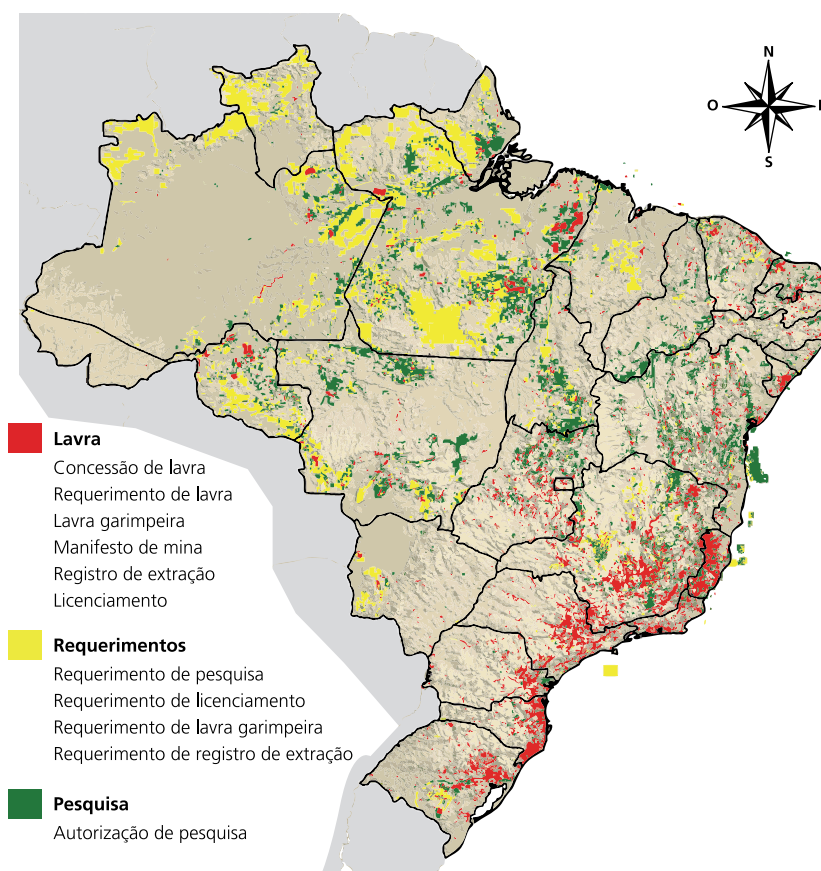 N
O
S
Lavra
Concessão de lavra
Requerimento de lavra
Lavra garimpeira
Manifesto de mina
Registro de extração
Licenciamento
Requerimentos
Requerimento de pesquisa
Requerimento de licenciamento
Requerimento de lavra garimpeira
Requerimento de registro de extração
Pesquisa
Autorização de pesquisa